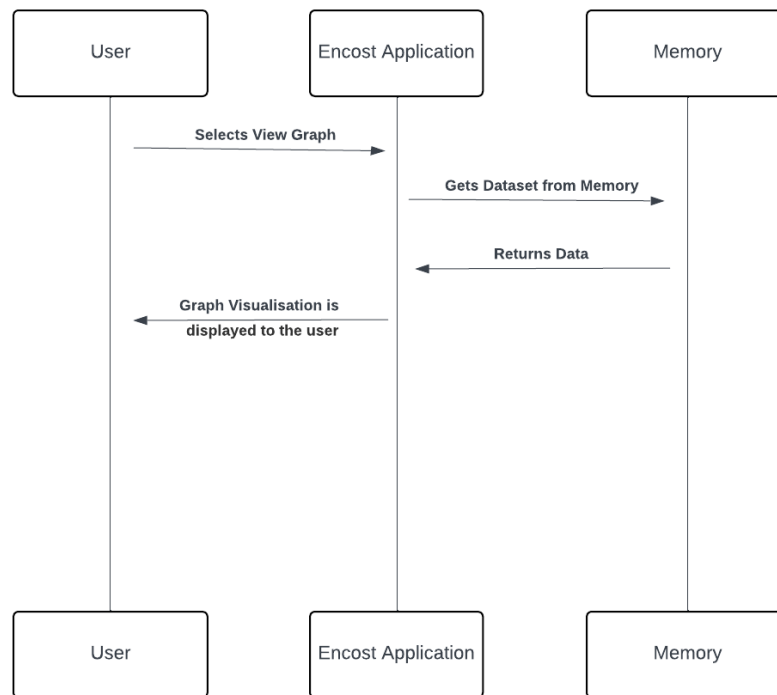 User
Encost Application
Memory
Selects View Graph
Gets Dataset from Memory
Returns Data
Graph Visualisation is
displayed to the user
User
Encost Application
Memory